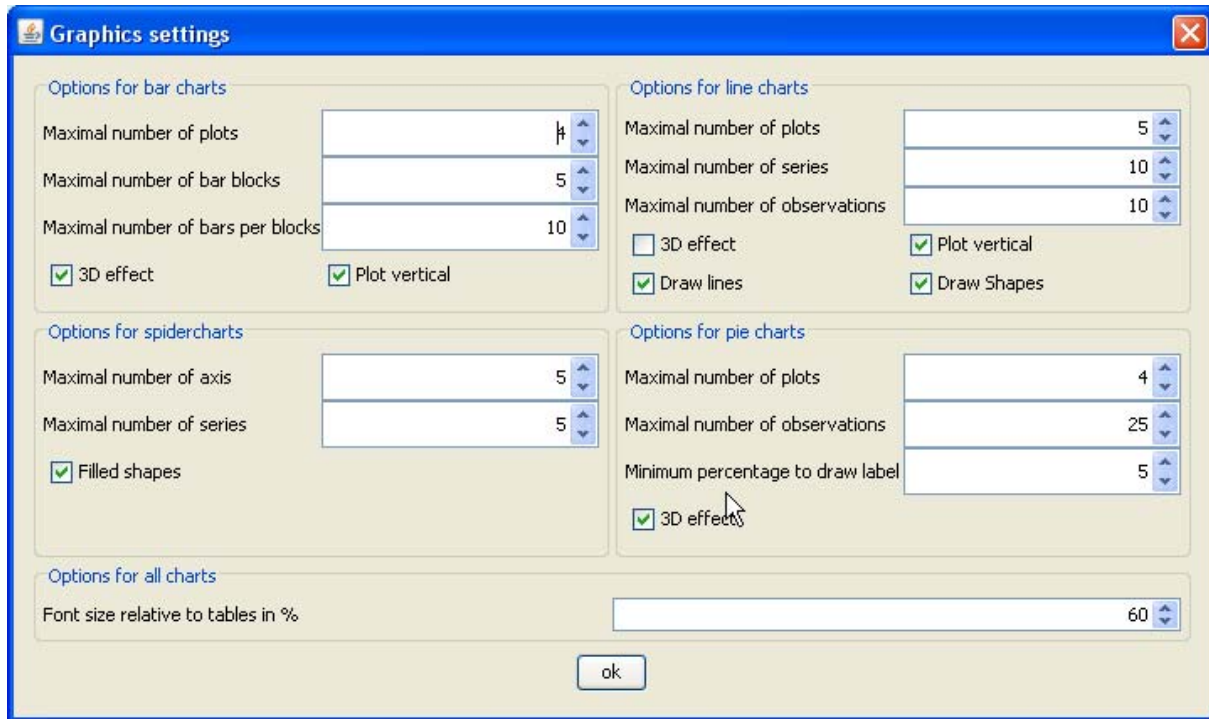 Graphics settings
Options for bar charts
Maximal number of plots 4
Maximal number of bar blocks 5
Maximal number of bars per blocks 10
3D effect Plot vertical
Options for line charts
Maximal number of plots 5
Maximal number of series 10
Maximal number of observations 10
3D effect Plot vertical
Draw lines Draw Shapes
Options for spidercharts
Maximal number of axis 5
Maximal number of series 5
Filled shapes
Options for pie charts
Maximal number of plots 4
Maximal number of observations 25
Minimum percentage to draw label 5
3D effect
Options for all charts
Font size relative to tables in % 60
ok